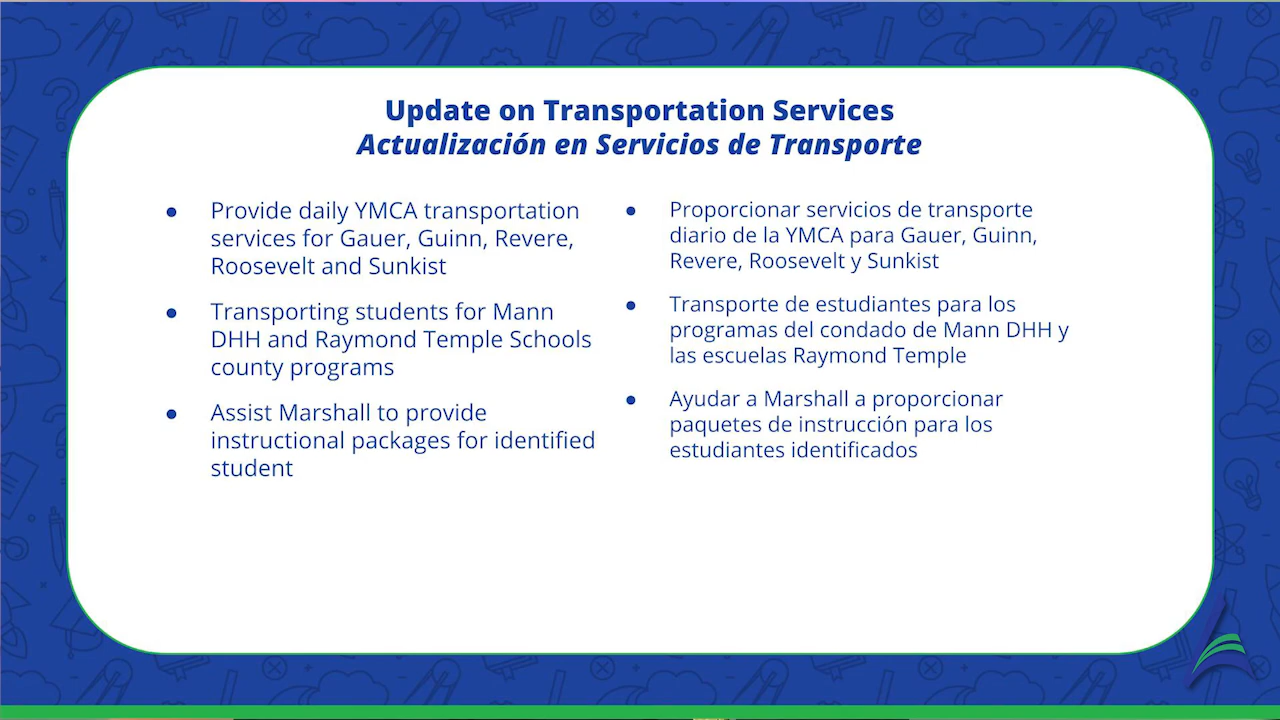 Update on Transportation Services
Actualización en Servicios de Transporte
● Provide daily YMCA transportation
services for Gauer, Guinn, Revere,
Roosevelt and Sunkist
● Transporting students for Mann
DHH and Raymond Temple Schools
county programs
● Assist Marshall to provide
instructional packages for identified
student
● Proporcionar servicios de transporte
diario de la YMCA para Gauer, Guinn,
Revere, Roosevelt y Sunkist
● Transporte de estudiantes para los
programas del condado de Mann DHH y
las escuelas Raymond Temple
● Ayudar a Marshall a proporcionar
paquetes de instrucción para los
estudiantes identificados